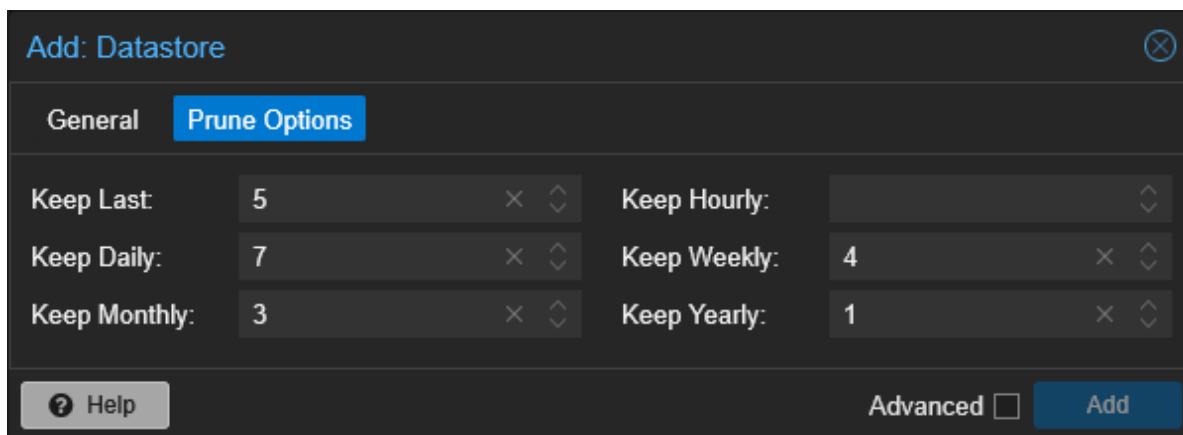 Add: Datastore
General Prune Options
Keep Last: 5 Keep Hourly:
Keep Daily: 7 Keep Weekly: 4
Keep Monthly: 3 Keep Yearly: 1
Help Advanced Add